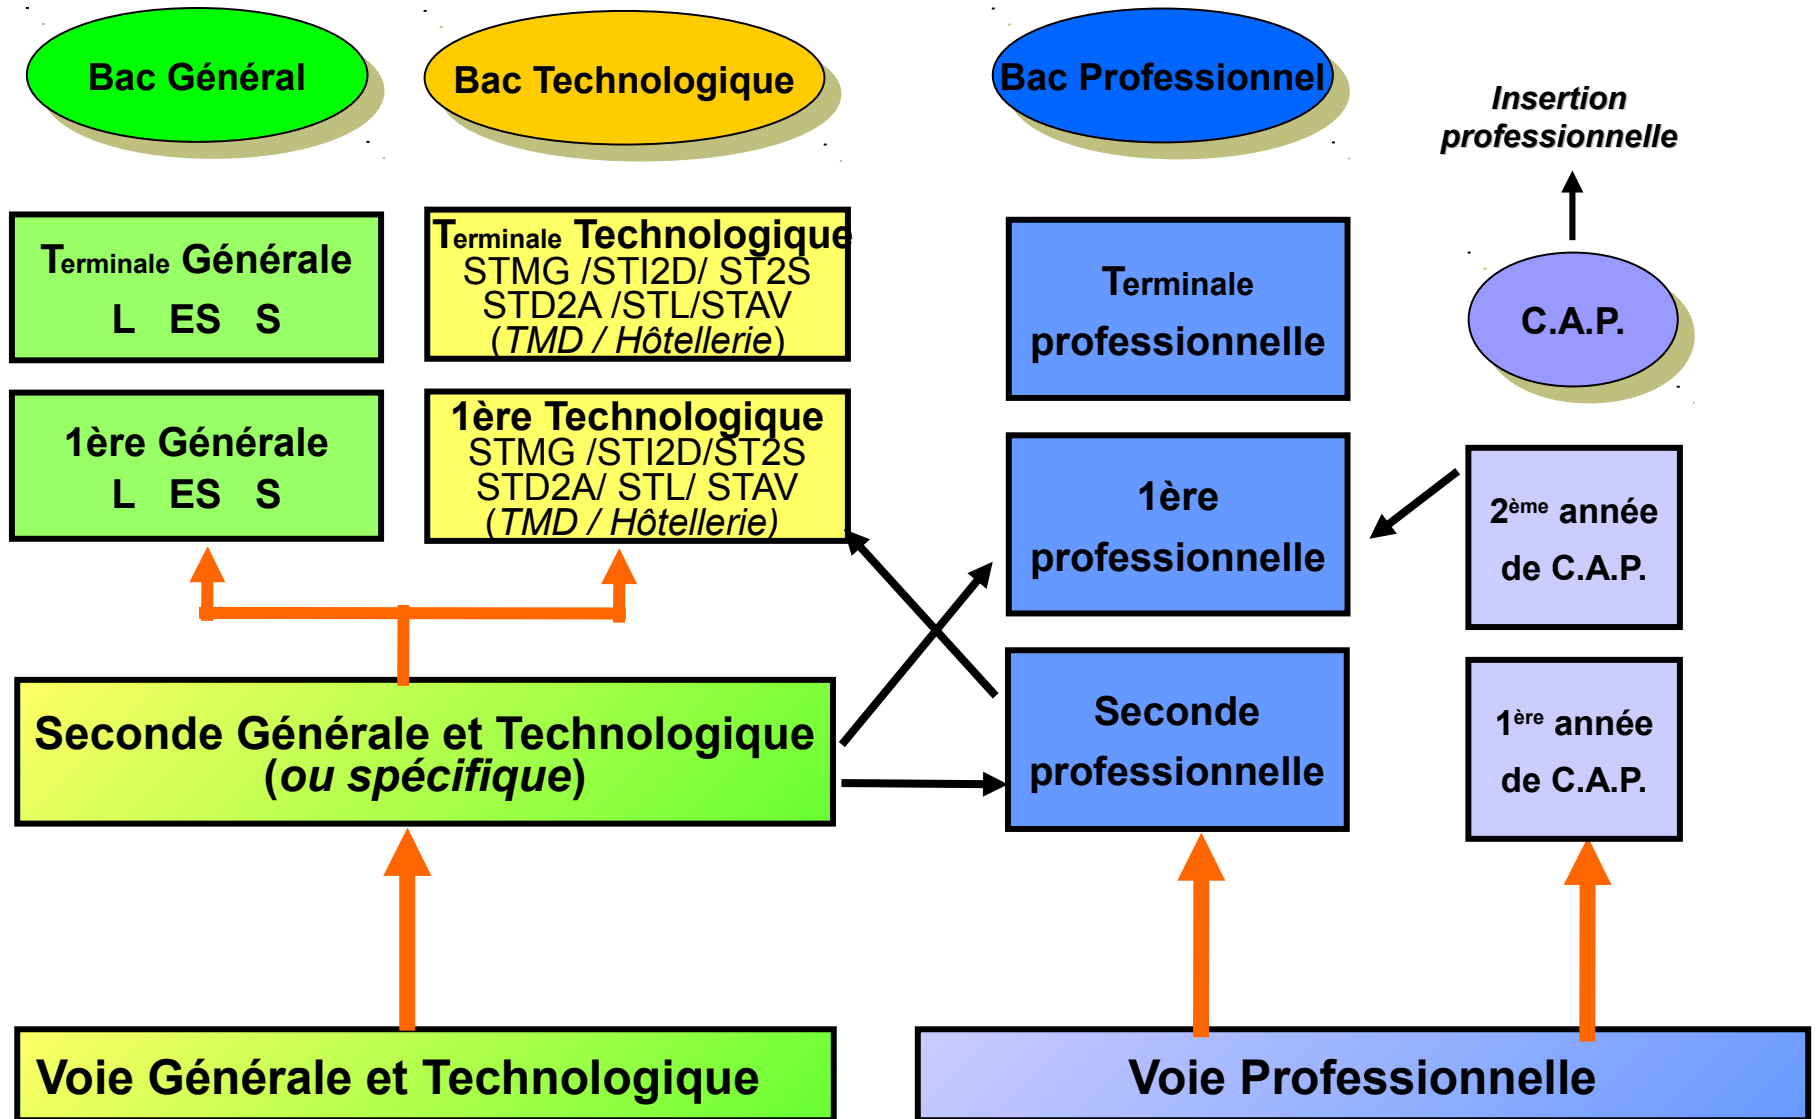 Bac Général
Bac Technologique
Bac Professionnel
Insertion
professionnelle
Terminale Générale
L ES S
Terminale Technologique
STMG /STI2D/ ST2S
STD2A /STL/STAV
(TMD / Hôtellerie)
Terminale
professionnelle
C.A.P.
1ère Générale
L ES S
1ère Technologique
STMG /STI2D/ST2S
STD2A/ STL/ STAV
(TMD / Hôtellerie)
1ère
professionnelle
2ème année
de C.A.P.
Seconde Générale et Technologique
(ou spécifique)
Seconde
professionnelle
1ère année
de C.A.P.
Voie Générale et Technologique
Voie Professionnelle